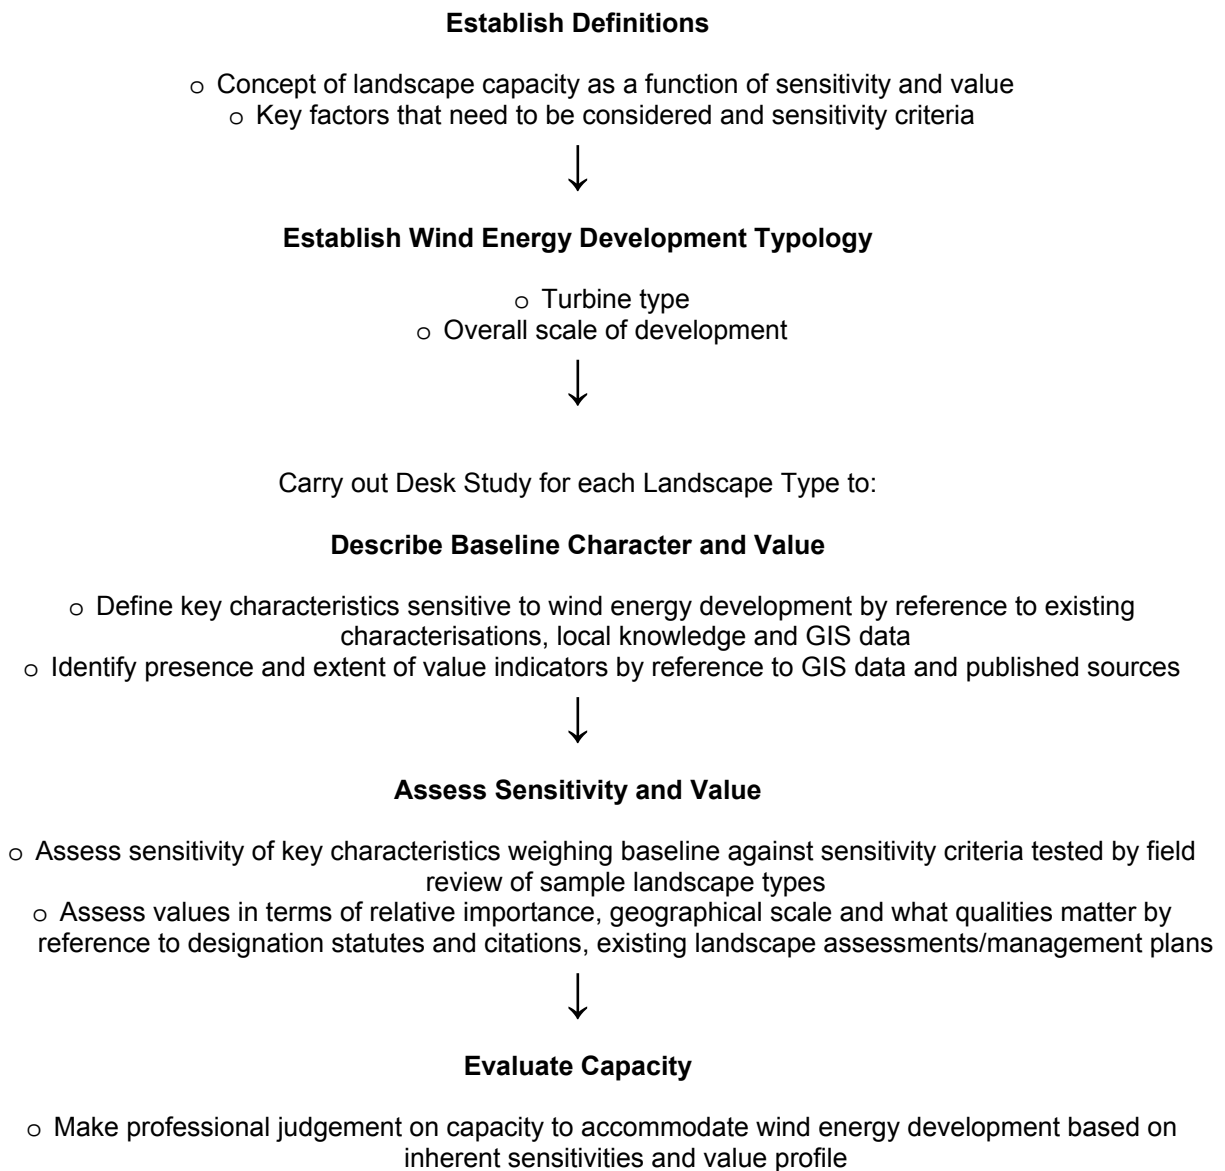 Establish Definitions
o Concept of landscape capacity as a function of sensitivity and value
o Key factors that need to be considered and sensitivity criteria
↓
Establish Wind Energy Development Typology
o Turbine type
o Overall scale of development
↓
Carry out Desk Study for each Landscape Type to:
Describe Baseline Character and Value
o Define key characteristics sensitive to wind energy development by reference to existing
characterisations, local knowledge and GIS data
o Identify presence and extent of value indicators by reference to GIS data and published sources
↓
Assess Sensitivity and Value
o Assess sensitivity of key characteristics weighing baseline against sensitivity criteria tested by field
review of sample landscape types
o Assess values in terms of relative importance, geographical scale and what qualities matter by
reference to designation statutes and citations, existing landscape assessments/management plans
↓
Evaluate Capacity
o Make professional judgement on capacity to accommodate wind energy development based on
inherent sensitivities and value profile